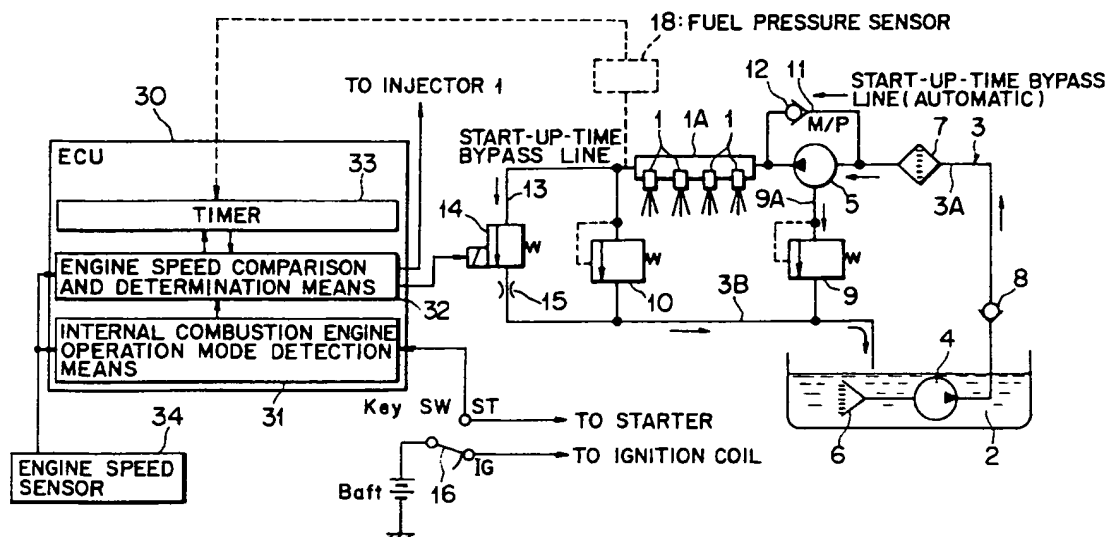 18: FUEL PRESSURE SENSOR
TO INJECTOR 1
30
12
11
START-UP-TIME BYPASS
LINE (AUTOMATIC)
START-UP-TIME
BYPASS LINE
1
1A
1
M/P
7
3
ECU
33
13
9A
5
3A
TIMER
14
ENGINE SPEED COMPARISON
AND DETERMINATION MEANS
32
15
10
3B
9
8
INTERNAL COMBUSTION ENGINE
OPERATION MODE DETECTION
MEANS
31
4
Key SW ST
TO STARTER
34
6
2
ENGINE SPEED
SENSOR
IG
TO IGNITION COIL
16
Baft